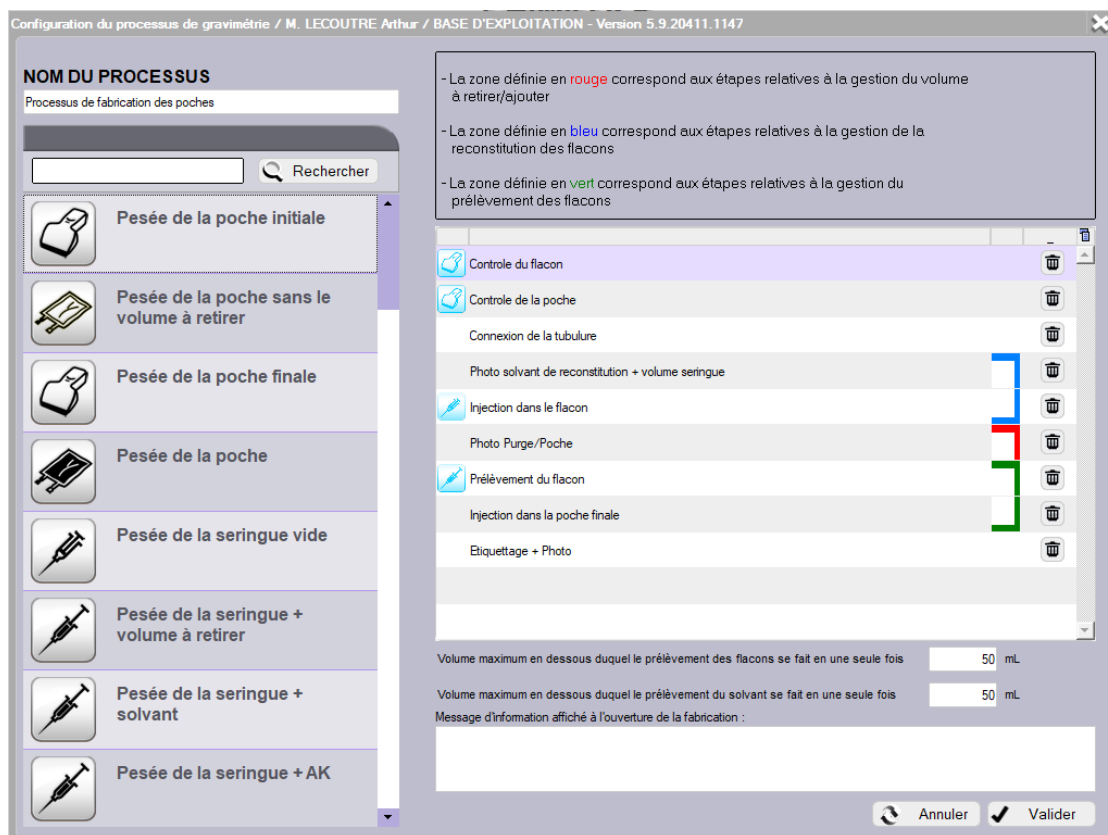 Configuration du processus de gravimétrie / M. LECOUTRE Arthur / BASE D'EXPLOITATION - Version 5.9.20411.1147
NOM DU PROCESSUS
Processus de fabrication des poches
Rechercher
Pesée de la poche initiale
Pesée de la poche sans le
volume à retirer
Pesée de la poche finale
Pesée de la poche
Pesée de la seringue vide
Pesée de la seringue +
volume à retirer
Pesée de la seringue +
solvant
Pesée de la seringue + AK
- La zone définie en rouge correspond aux étapes relatives à la gestion du volume
à retirer/ajouter
- La zone définie en bleu correspond aux étapes relatives à la gestion de la
reconstitution des flacons
- La zone définie en vert correspond aux étapes relatives à la gestion du
prélèvement des flacons
Controle du flacon
Controle de la poche
Connexion de la tubulure
Photo solvant de reconstitution + volume seringue
Injection dans le flacon
Photo Purge/Poche
Prélèvement du flacon
Injection dans la poche finale
Etiquettage + Photo
Volume maximum en dessous duquel le prélèvement des flacons se fait en une seule fois 50 mL
Volume maximum en dessous duquel le prélèvement du solvant se fait en une seule fois 50 mL
Message d'information affiché à l'ouverture de la fabrication :
Annuler Valider